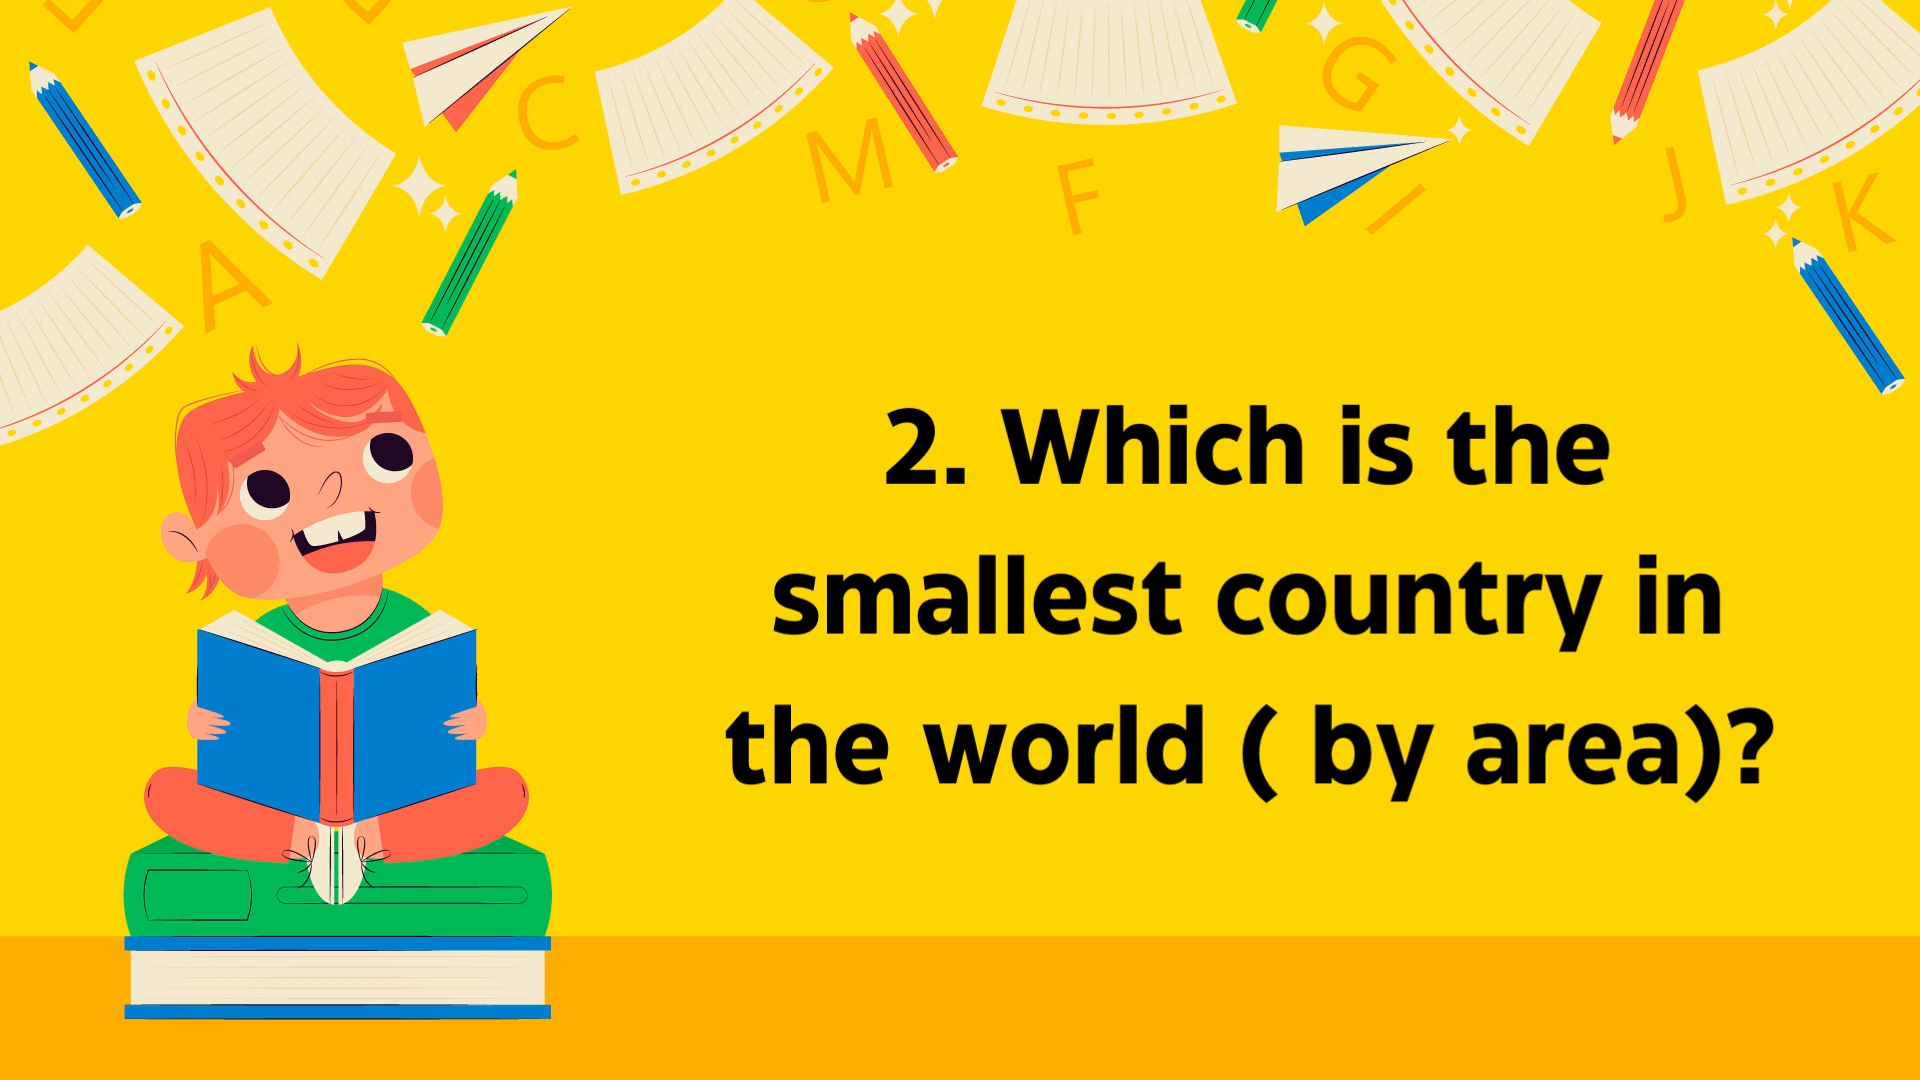 C
G
M
F
I
J
K
A
2. Which is the
smallest country in
the world ( by area)?